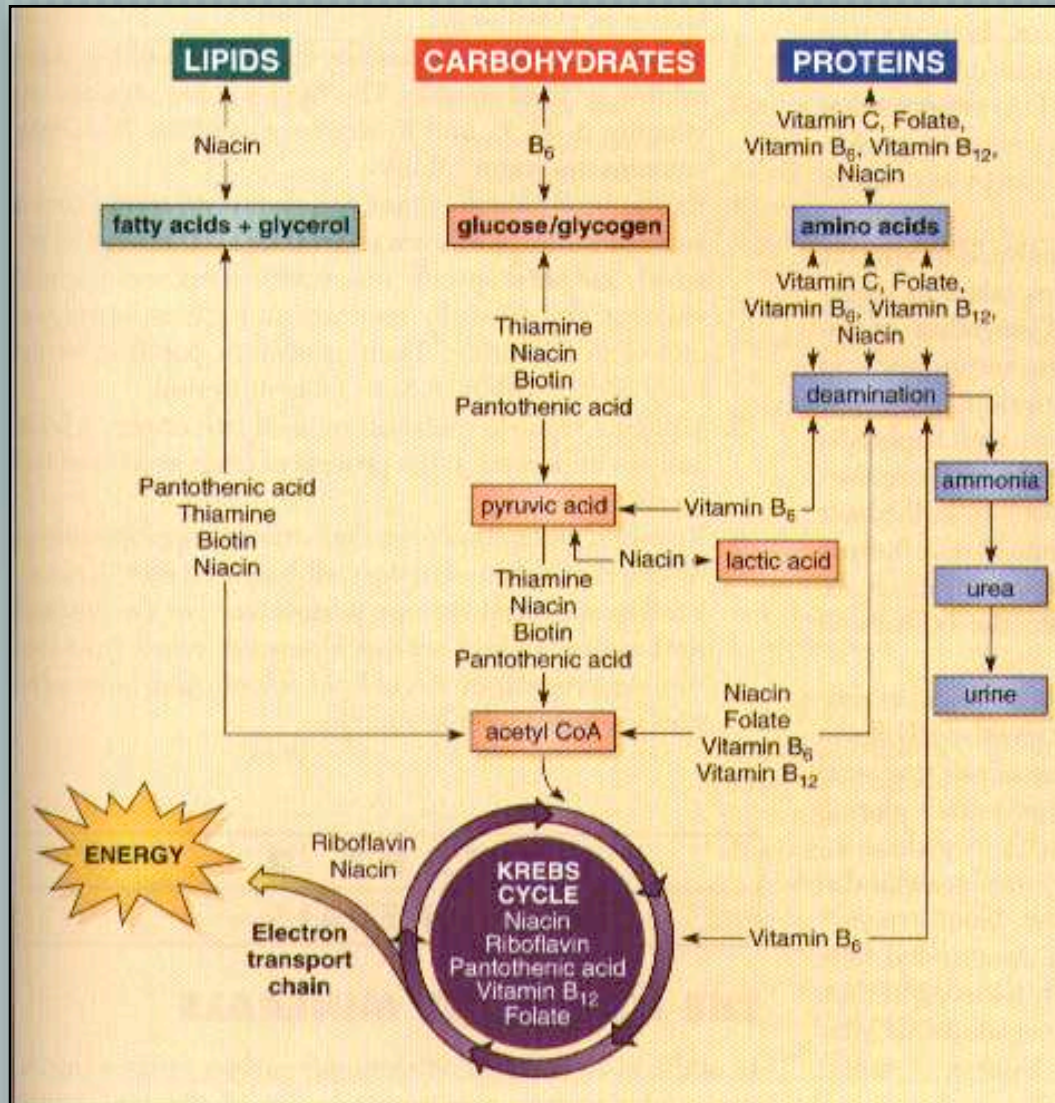 LIPIDS
CARBOHYDRATES
PROTEINS
Niacin
B6
Vitamin C, Folate,
Vitamin B6, Vitamin B12,
Niacin
fatty acids + glycerol
glucose/glycogen
amino acids
Vitamin C, Folate,
Vitamin B6, Vitamin B12,
Niacin
Thiamine
Niacin
Biotin
Pantothenic acid
deamination
Pantothenic acid
Thiamine
Biotin
Niacin
pyruvic acid
Vitamin B6
ammonia
Niacin
lactic acid
Thiamine
Niacin
Biotin
Pantothenic acid
urea
Niacin
Folate
Vitamin B6
Vitamin B12
urine
acetyl CoA
ENERGY
Riboflavin
Niacin
Electron
transport
chain
KREBS
CYCLE
Niacin
Riboflavin
Pantothenic acid
Vitamin B12
Folate
Vitamin B6